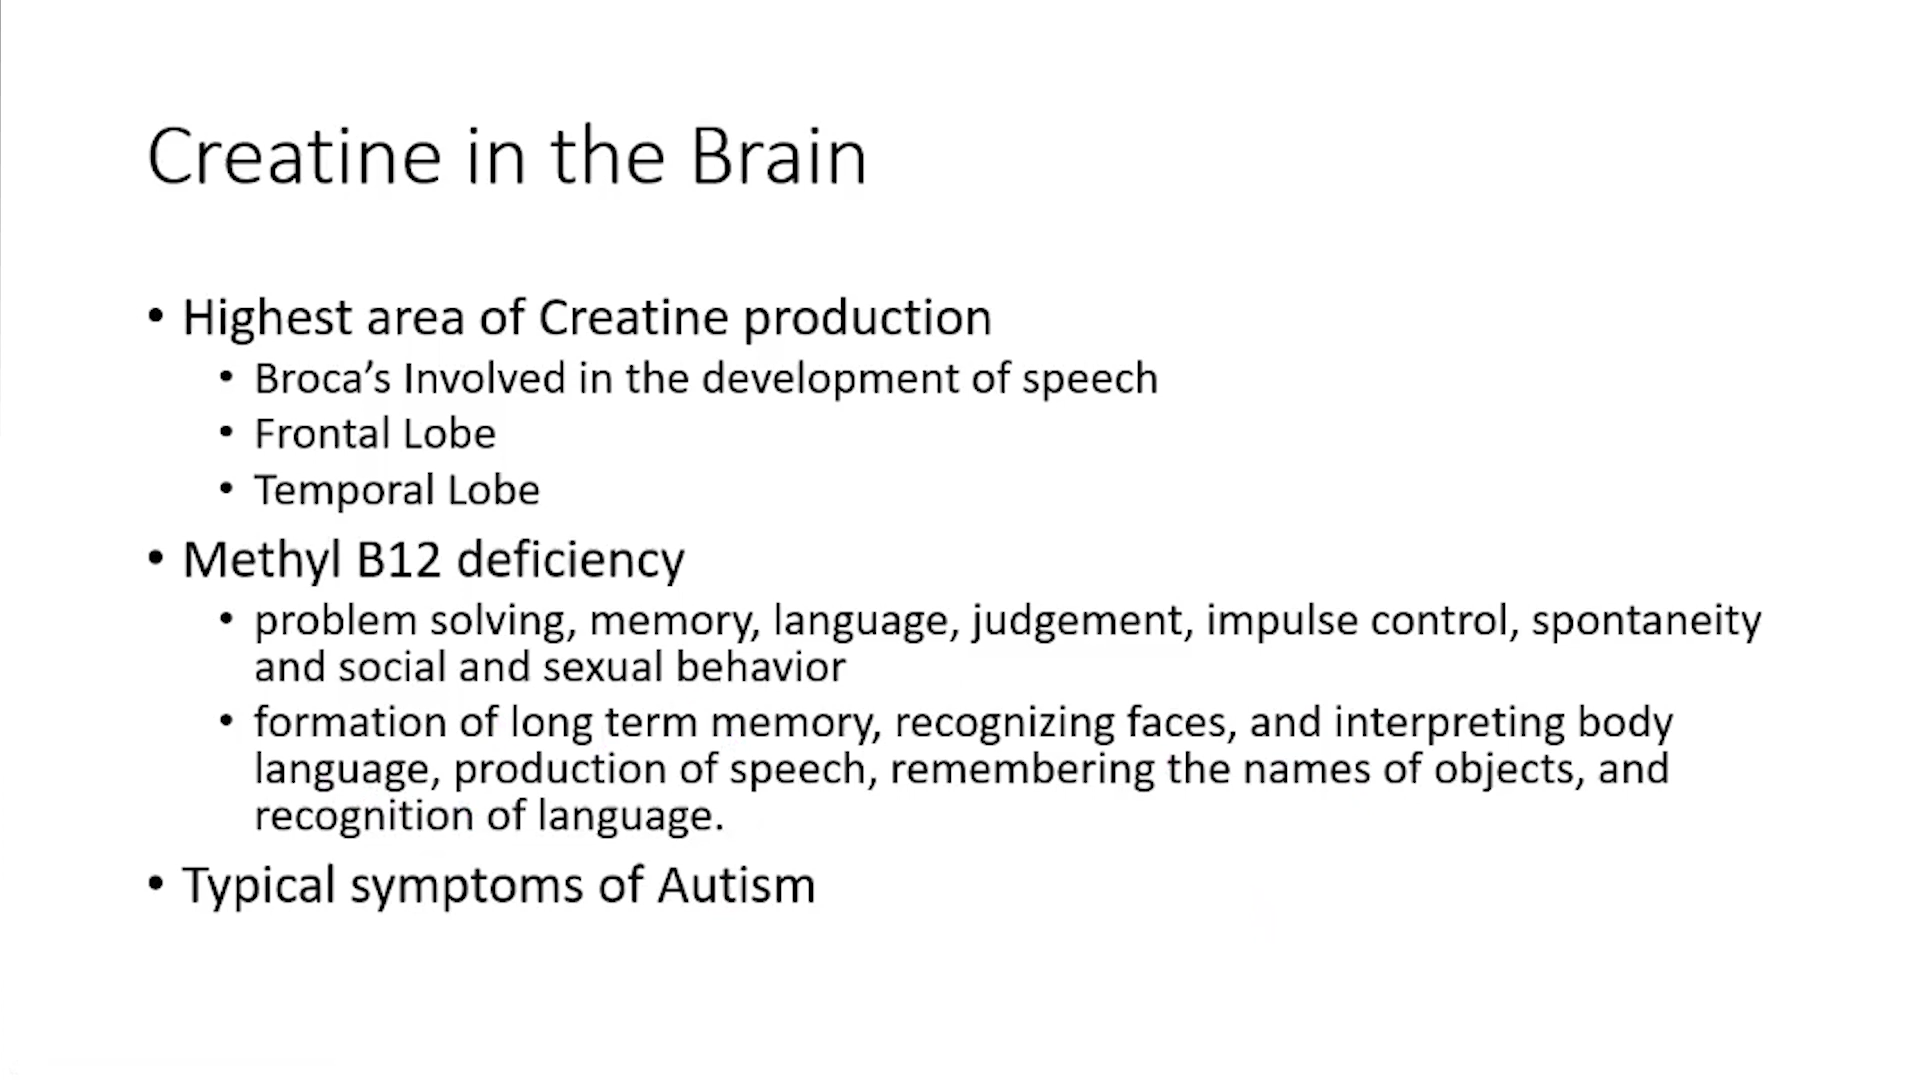 Creatine in the Brain
• Highest area of Creatine production
• Broca's Involved in the development of speech
• Frontal Lobe
• Temporal Lobe
• Methyl B12 deficiency
• problem solving, memory, language, judgement, impulse control, spontaneity
and social and sexual behavior
• formation of long term memory, recognizing faces, and interpreting body
language, production of speech, remembering the names of objects, and
recognition of language.
• Typical symptoms of Autism